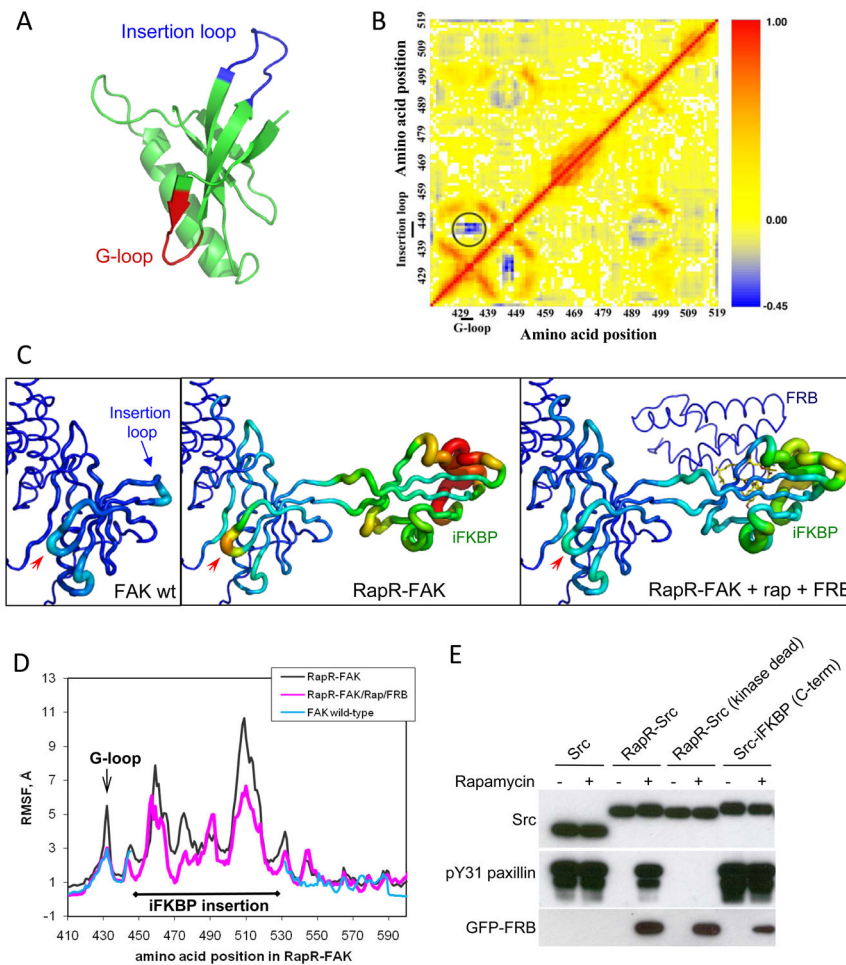 A
Insertion loop
G-loop
B
519
509
499
489
479
469
459
449
439
429
Amino acid position
Insertion loop
429 439 449 459 469 479 489 499 509 519
G-loop
Amino acid position
1.00
0.00
-0.45
C
Insertion loop
FAK wt
iFKBP
RapR-FAK
FRB
iFKBP
RapR-FAK + rap + FRB
D
RMSF, A
13
11
9
7
5
3
1
-1
RapR-FAK
RapR-FAK/Rap/FRB
FAK wild-type
G-loop
iFKBP insertion
410 430 450 470 490 510 530 550 570 590
amino acid position in RapR-FAK
E
Src
RapR-Src
RapR-Src (kinase dead)
Src-iFKBP (C-term)
Rapamycin - + - + - + - +
Src
pY31 paxillin
GFP-FRB